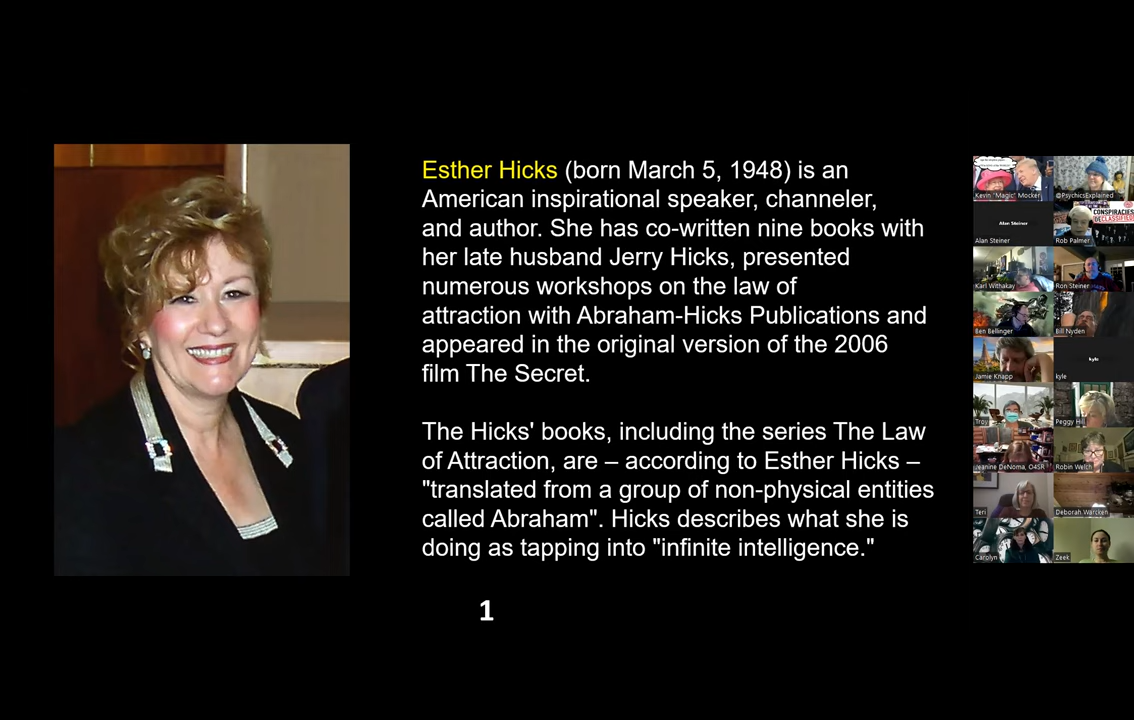 Esther Hicks (born March 5, 1948) is an
American inspirational speaker, channeler,
and author. She has co-written nine books with
her late husband Jerry Hicks, presented
numerous workshops on the law of
attraction with Abraham-Hicks Publications and
appeared in the original version of the 2006
film The Secret.
The Hicks' books, including the series The Law
of Attraction, are – according to Esther Hicks –
"translated from a group of non-physical entities
called Abraham". Hicks describes what she is
doing as tapping into "infinite intelligence."
1
Kevin "Magic" Mocker
@PsychicsExplained
Alan Steiner
Alan Steiner
CONSPIRACIES
DECLASSIFIED
Rob Palmer
Karl Withakay
Ron Steiner
Ben Bellinger
Bill Nyden
Jamie Knapp
kyle
kyle
Troy
Peggy Hill
Jeanine DeNoma, O4SR
Robin Welch
Teri
Deborah Warcken
Carolyn
Zeek